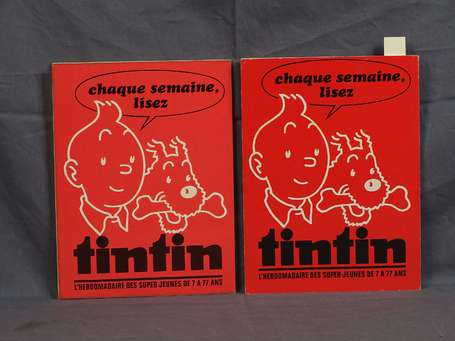 chaque semaine,
lisez
tintin
L'HEBDOMADAIRE DES SUPER-JEUNES DE 7 A 77 ANS
chaque semaine,
lisez
tintin
L'HEBDOMADAIRE DES SUPER-JEUNES DE 7 A 77 ANS